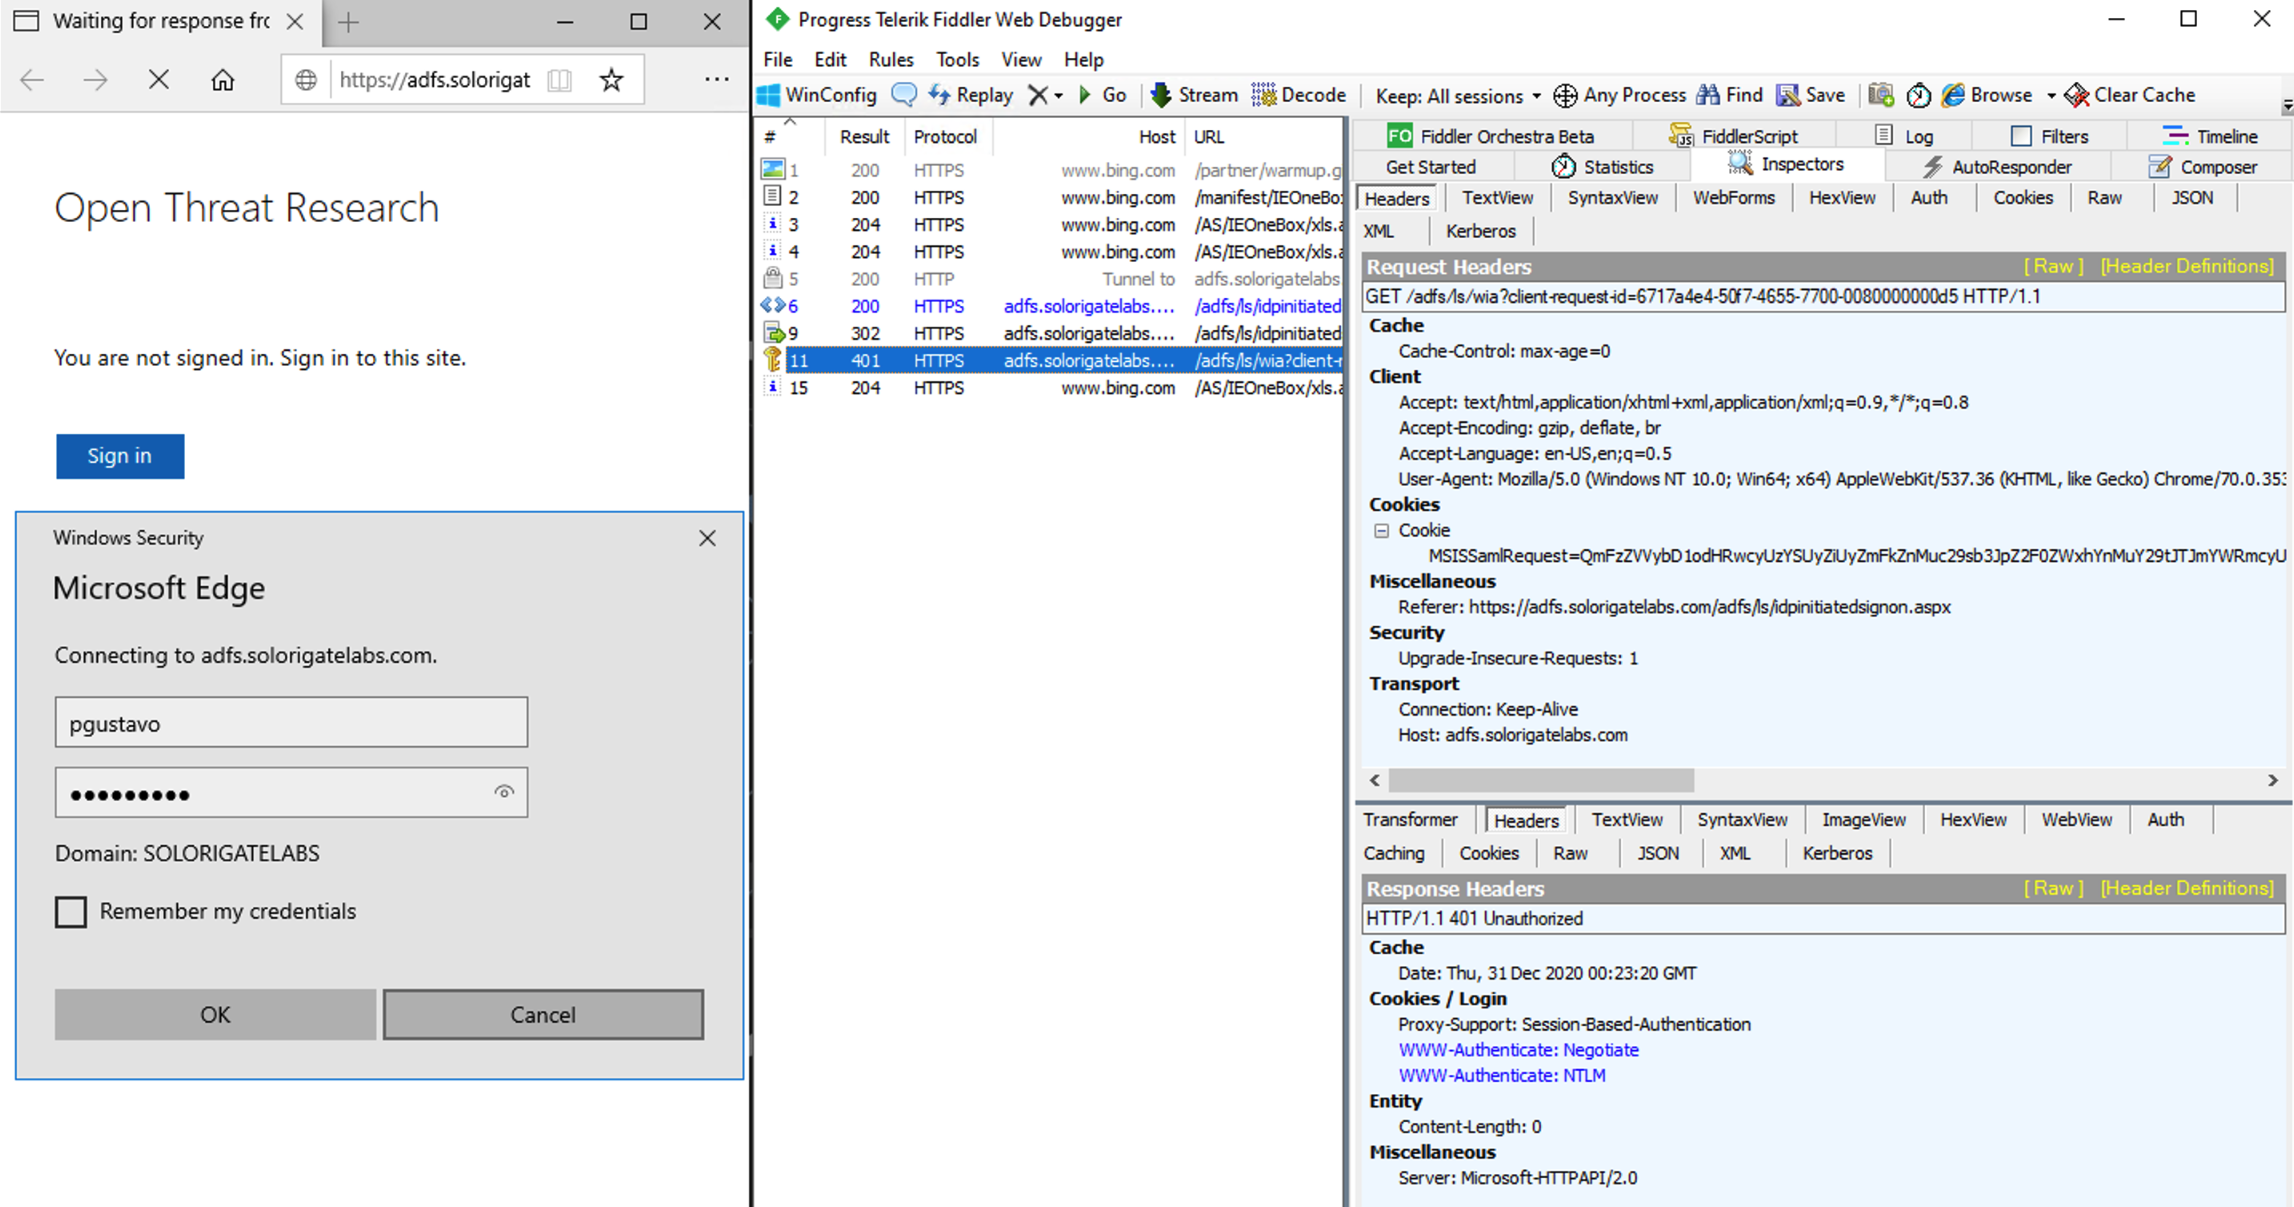 Waiting for response frc
https://adfs.solorigat
Open Threat Research
You are not signed in. Sign in to this site.
Sign in
Windows Security
Microsoft Edge
Connecting to adfs.solorigatelabs.com.
pgustavo
Domain: SOLORIGATELABS
Remember my credentials
OK Cancel
Progress Telerik Fiddler Web Debugger
File Edit Rules Tools View Help
WinConfig Replay Go Stream Decode Keep: All sessions Any Process Find Save Browse Clear Cache
# Result Protocol Host URL
1 200 HTTPS www.bing.com /partner/warmup.g
2 200 HTTPS www.bing.com /manifest/IEOneBo
3 204 HTTPS www.bing.com /AS/IEOneBox/xls.a
4 204 HTTPS www.bing.com /AS/IEOneBox/xls.a
5 200 HTTP Tunnel to adfs.solorigatelabs
6 200 HTTPS adfs.solorigatelabs.... /adfs/ls/idpinitiated
9 302 HTTPS adfs.solorigatelabs.... /adfs/ls/idpinitiated
11 401 HTTPS adfs.solorigatelabs.... /adfs/ls/wia?client-r
15 204 HTTPS www.bing.com /AS/IEOneBox/xls.a
FO Fiddler Orchestra Beta FiddlerScript Log Filters Timeline
Get Started Statistics Inspectors AutoResponder Composer
Headers TextView SyntaxView WebForms HexView Auth Cookies Raw JSON
XML Kerberos
Request Headers [ Raw ] [Header Definitions]
GET /adfs/ls/wia?client-request-id=6717a4e4-50f7-4655-7700-0080000000d5 HTTP/1.1
Cache
Cache-Control: max-age=0
Client
Accept: text/html,application/xhtml+xml,application/xml;q=0.9,*/*;q=0.8
Accept-Encoding: gzip, deflate, br
Accept-Language: en-US,en;q=0.5
User-Agent: Mozilla/5.0 (Windows NT 10.0; Win64; x64) AppleWebKit/537.36 (KHTML, like Gecko) Chrome/70.0.353
Cookies
Cookie
MSISSamlRequest=QmFzZVVybD1odHRwcyUzYSUyZiUyZmFkZnMuc29sb3JpZ2F0ZWxhYnMuY29tJTJmYWRmcyU
Miscellaneous
Referer: https://adfs.solorigatelabs.com/adfs/ls/idpinitiatedsignon.aspx
Security
Upgrade-Insecure-Requests: 1
Transport
Connection: Keep-Alive
Host: adfs.solorigatelabs.com
Transformer Headers TextView SyntaxView ImageView HexView WebView Auth
Caching Cookies Raw JSON XML Kerberos
Response Headers [ Raw ] [Header Definitions]
HTTP/1.1 401 Unauthorized
Cache
Date: Thu, 31 Dec 2020 00:23:20 GMT
Cookies / Login
Proxy-Support: Session-Based-Authentication
WWW-Authenticate: Negotiate
WWW-Authenticate: NTLM
Entity
Content-Length: 0
Miscellaneous
Server: Microsoft-HTTPAPI/2.0